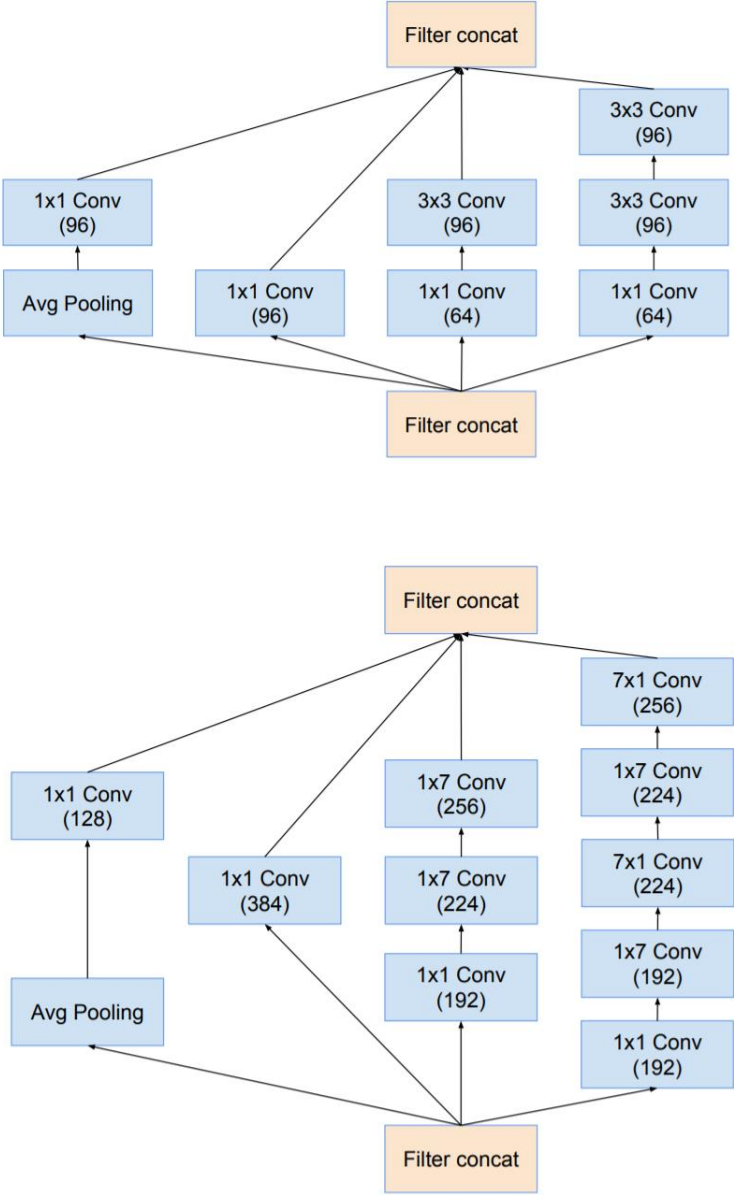 Filter concat
3x3 Conv
(96)
1x1 Conv
(96)
3x3 Conv
(96)
3x3 Conv
(96)
Avg Pooling
1x1 Conv
(96)
1x1 Conv
(64)
1x1 Conv
(64)
Filter concat
Filter concat
7x1 Conv
(256)
1x1 Conv
(128)
1x7 Conv
(256)
1x7 Conv
(224)
1x1 Conv
(384)
1x7 Conv
(224)
7x1 Conv
(224)
1x7 Conv
(192)
Avg Pooling
1x1 Conv
(192)
1x1 Conv
(192)
Filter concat